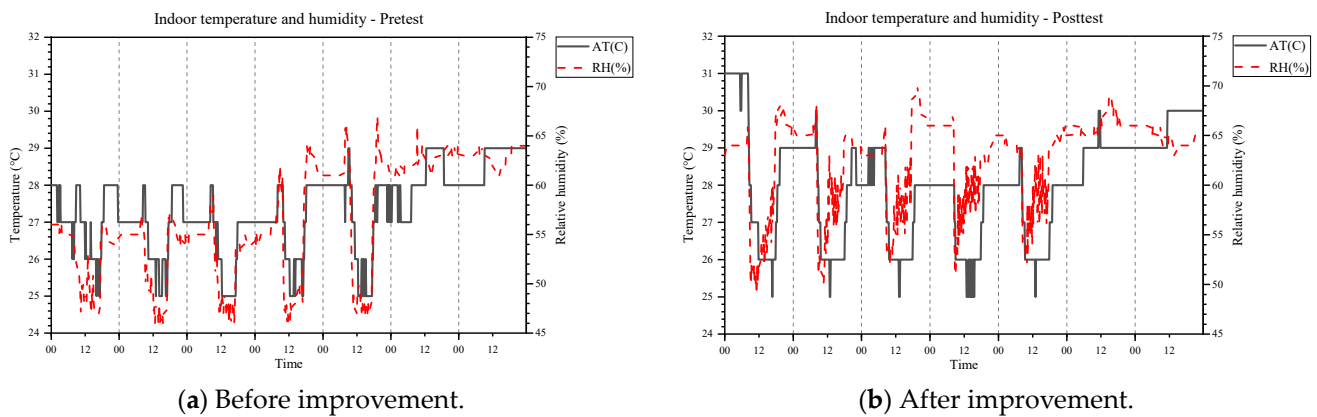 Indoor temperature and humidity - Pretest
32
31
30
29
28
27
26
25
24
Temperature (°C)
75
70
65
60
55
50
45
Relative humidity (%)
00 12 00 12 00 12 00 12 00 12 00 12 00 12
Time
AT(C)
RH(%)
(a) Before improvement.
Indoor temperature and humidity - Posttest
32
31
30
29
28
27
26
25
24
Temperature (°C)
75
70
65
60
55
50
45
Relative humidity (%)
00 12 00 12 00 12 00 12 00 12 00 12 00 12
Time
AT(C)
RH(%)
(b) After improvement.